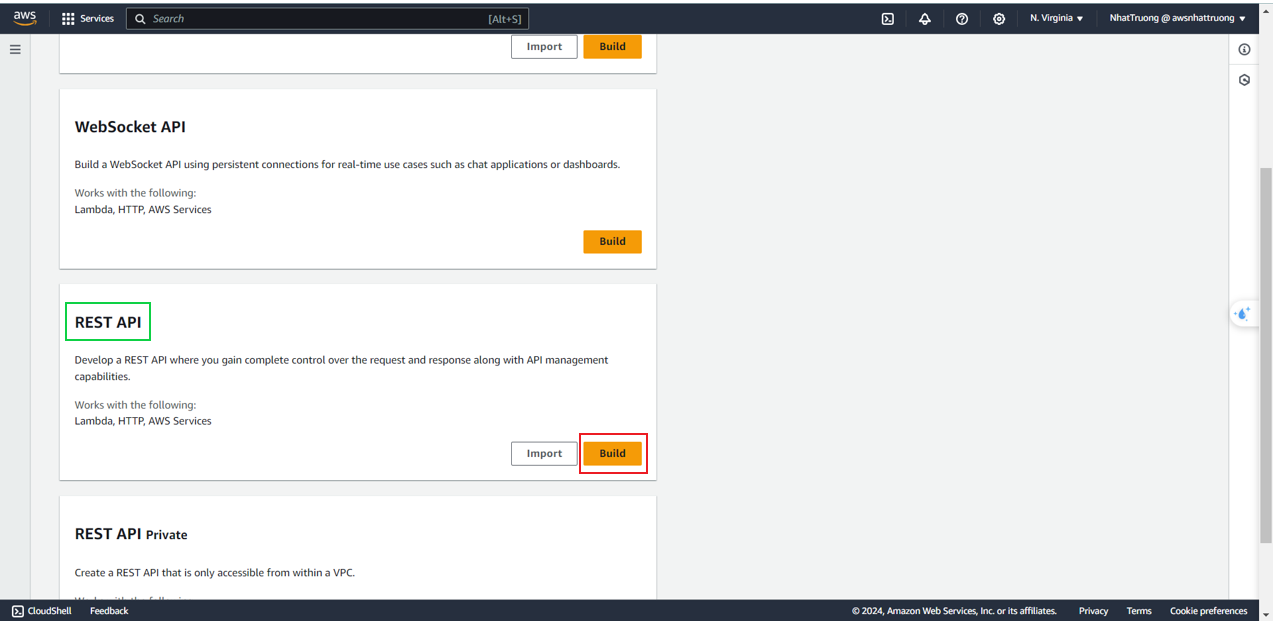 aws
Services
Search
[Alt+S]
N. Virginia
NhatTruong @ awsnhattruong
Import
Build
WebSocket API
Build a WebSocket API using persistent connections for real-time use cases such as chat applications or dashboards.
Works with the following:
Lambda, HTTP, AWS Services
Build
REST API
Develop a REST API where you gain complete control over the request and response along with API management
capabilities.
Works with the following:
Lambda, HTTP, AWS Services
Import
Build
REST API Private
Create a REST API that is only accessible from within a VPC.
CloudShell
Feedback
© 2024, Amazon Web Services, Inc. or its affiliates.
Privacy
Terms
Cookie preferences